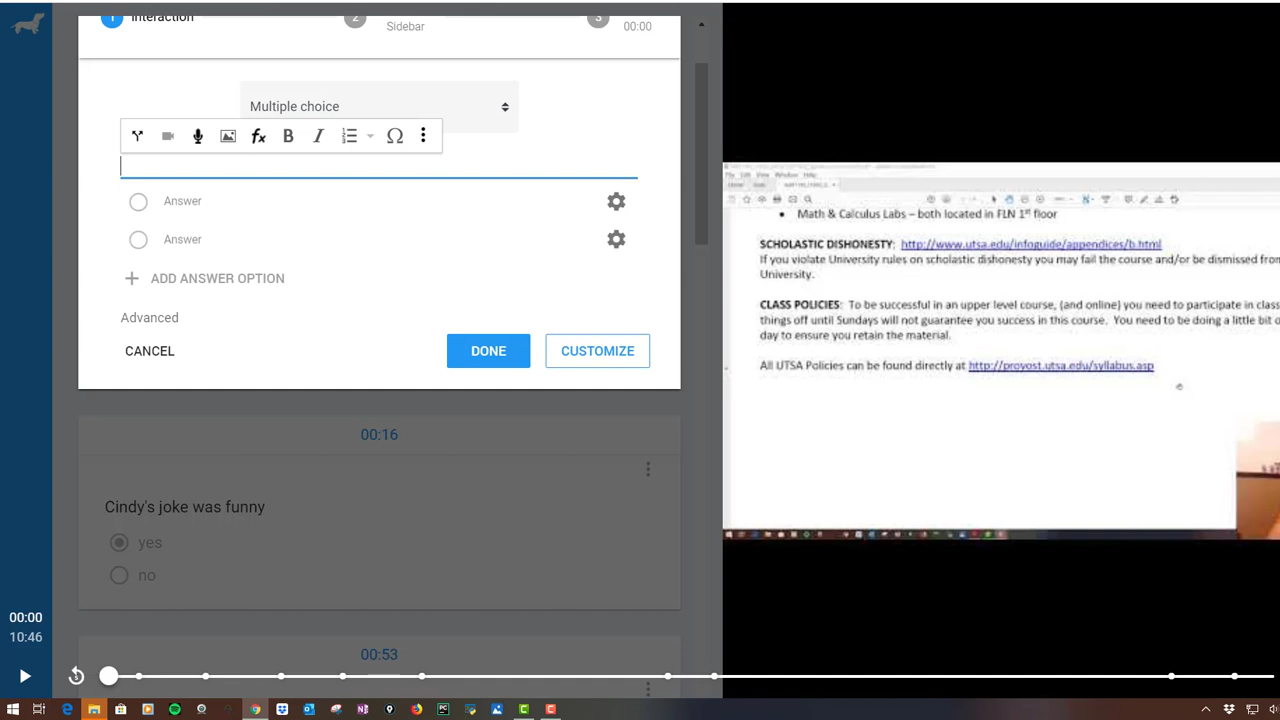 1 Interaction
2
3
Sidebar
00:00
Multiple choice
fx B I Ω
Answer
Answer
+ ADD ANSWER OPTION
Advanced
CANCEL
DONE
CUSTOMIZE
00:16
Cindy's joke was funny
yes
no
00:53
00:00
10:46
5
• Math & Calculus Labs – both located in FLN 1st floor
SCHOLASTIC DISHONESTY: http://www.utsa.edu/infoguide/appendices/b.html
If you violate University rules on scholastic dishonesty you may fail the course and/or be dismissed from
University.
CLASS POLICIES: To be successful in an upper level course, (and online) you need to participate in class
things off until Sundays will not guarantee you success in this course. You need to be doing a little bit o
day to ensure you retain the material.
All UTSA Policies can be found directly at http://provost.utsa.edu/syllabus.asp